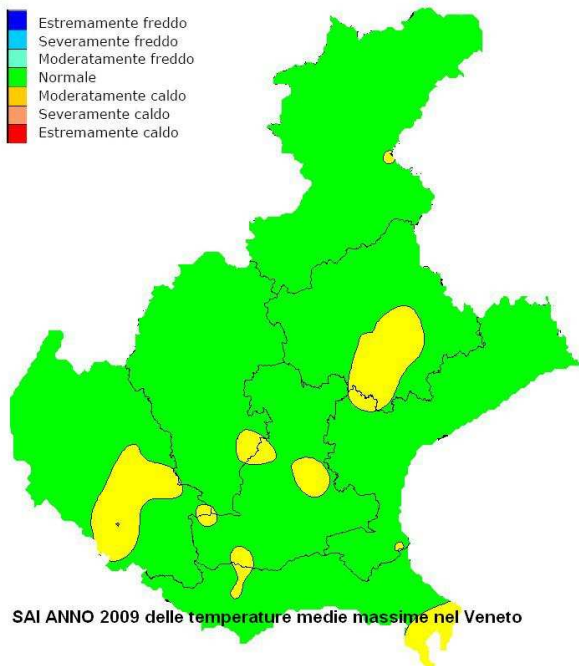 Estremamente freddo
Severamente freddo
Moderatamente freddo
Normale
Moderatamente caldo
Severamente caldo
Estremamente caldo
SAI ANNO 2009 delle temperature medie massime nel Veneto